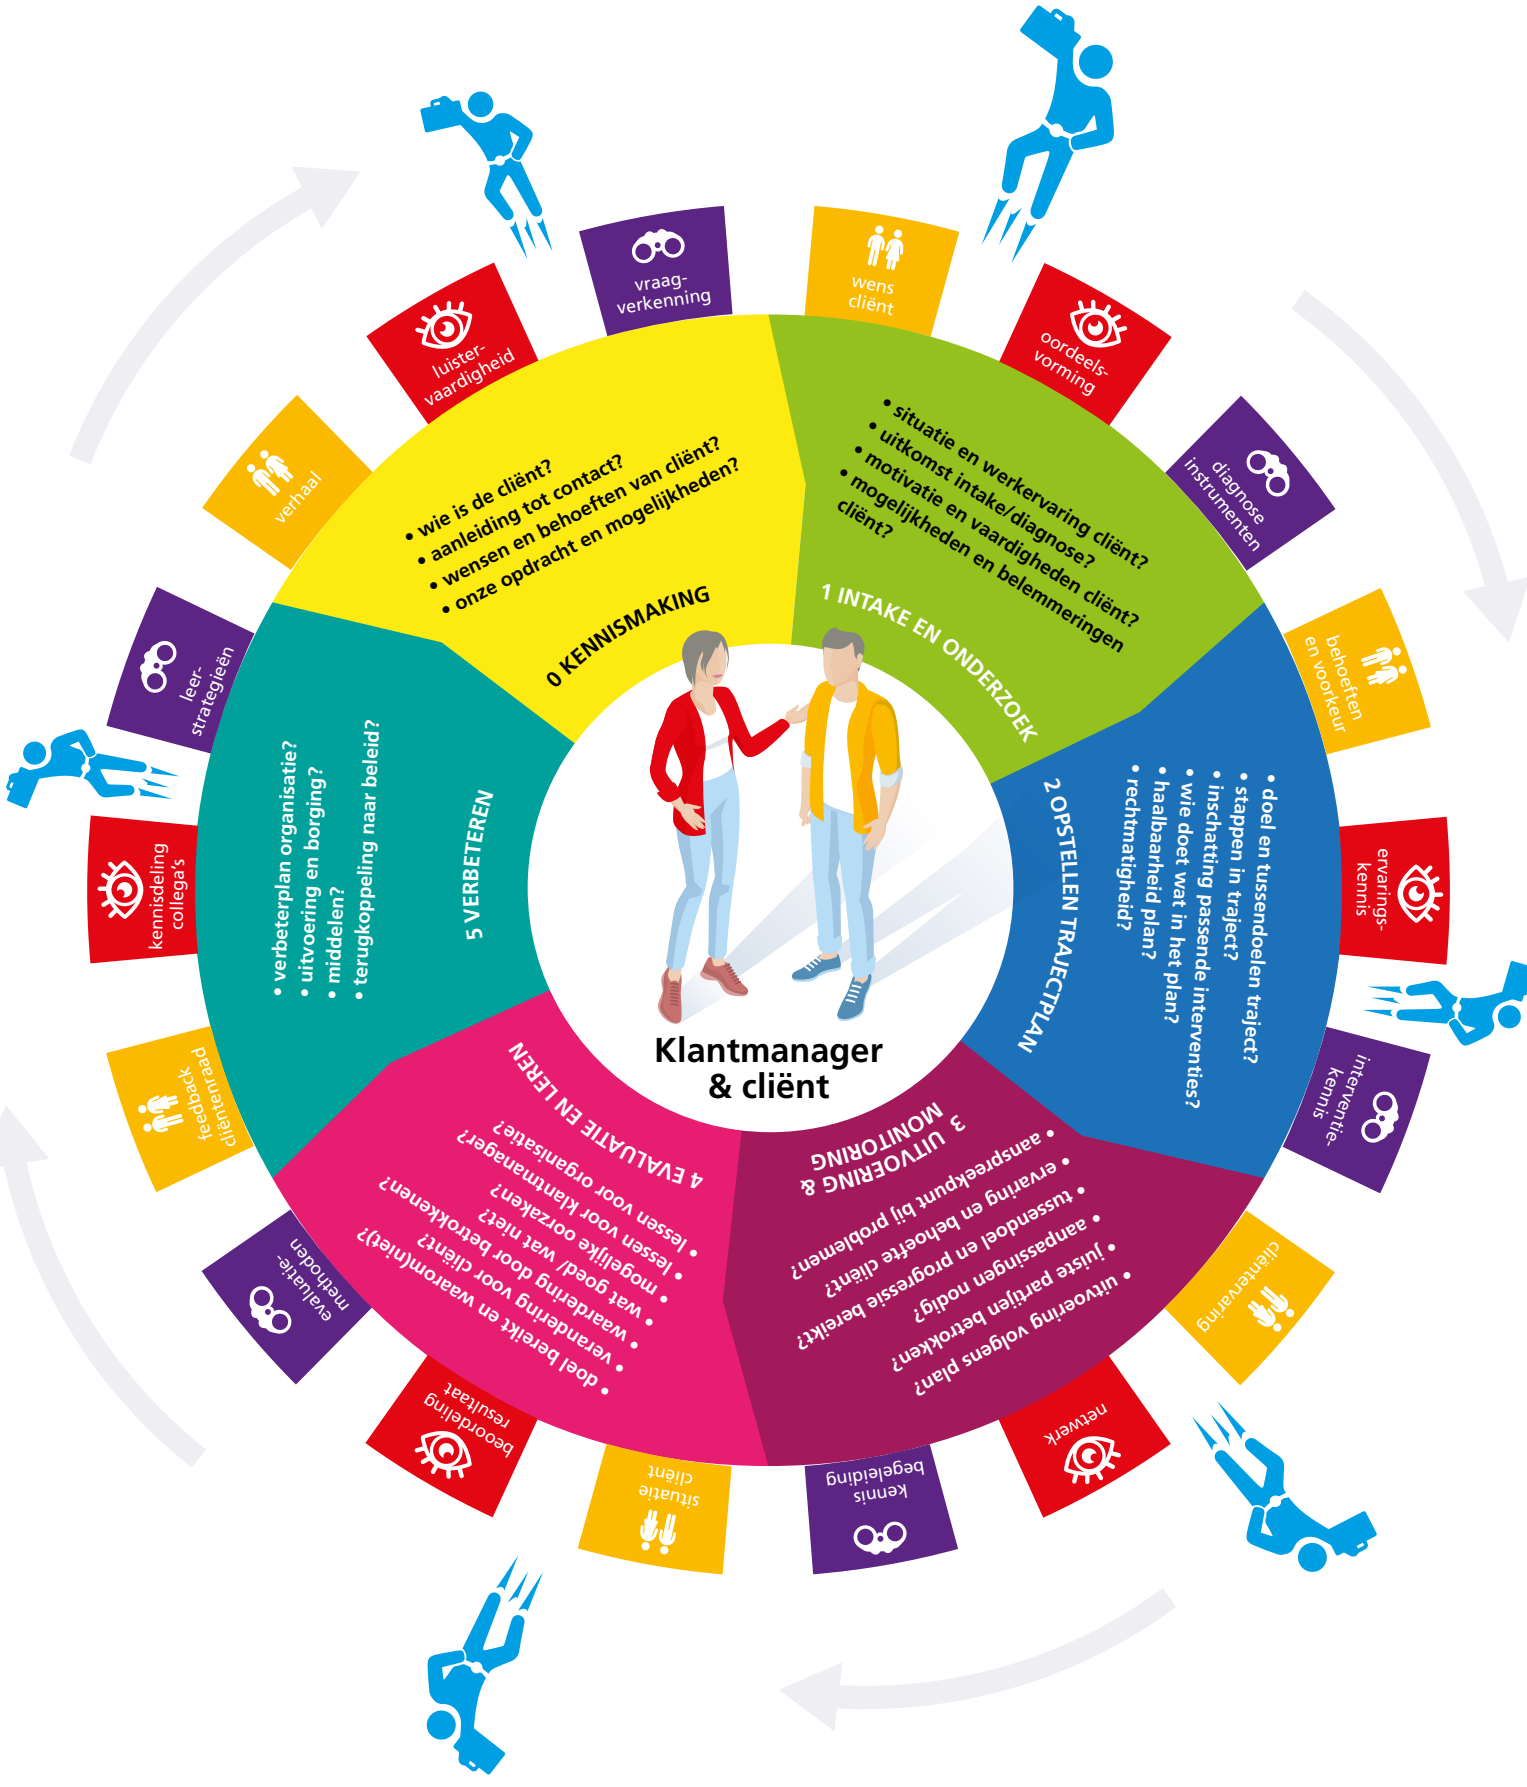 vraag-
verkenning
wens
cliënt
luister-
vaardigheid
oordeels-
vorming
verhaal
diagnose
instrumenten
• wie is de cliënt?
• aanleiding tot contact?
• wensen en behoeften van cliënt?
• onze opdracht en mogelijkheden?
0 KENNISMAKING
• situatie en werkervaring cliënt?
• uitkomst intake/diagnose?
• motivatie en vaardigheden cliënt?
• mogelijkheden en belemmeringen
cliënt?
1 INTAKE EN ONDERZOEK
behoeften
en voorkeur
ervarings-
kennis
interventie-
kennis
2 OPSTELLEN TRAJECTPLAN
• doel en tussendoelen traject?
• stappen in traject?
• inschatting passende interventies?
• wie doet wat in het plan?
• haalbaarheid plan?
• rechtmatigheid?
cliëntervaring
netwerk
kennis
begeleiding
3 UITVOERING &
MONITORING
• uitvoering volgens plan?
• juiste partijen betrokken?
• aanpassingen nodig?
• tussendoel en progressie bereikt?
• ervaring en behoefte cliënt?
• aanspreekpunt bij problemen?
situatie
cliënt
beoordeling
resultaat
evaluatie-
methoden
4 EVALUATIE EN LEREN
• doel bereikt en waarom(niet)?
• verandering voor cliënt?
• waardering door betrokkenen?
• wat goed/ wat niet?
• mogelijke oorzaken?
• lessen voor klantmanager?
• lessen voor organisatie?
feedback
cliëntenraad
kennisdeling
collega's
leer-
strategieën
5 VERBETEREN
• verbeterplan organisatie?
• uitvoering en borging?
• middelen?
• terugkoppeling naar beleid?
Klantmanager
& cliënt